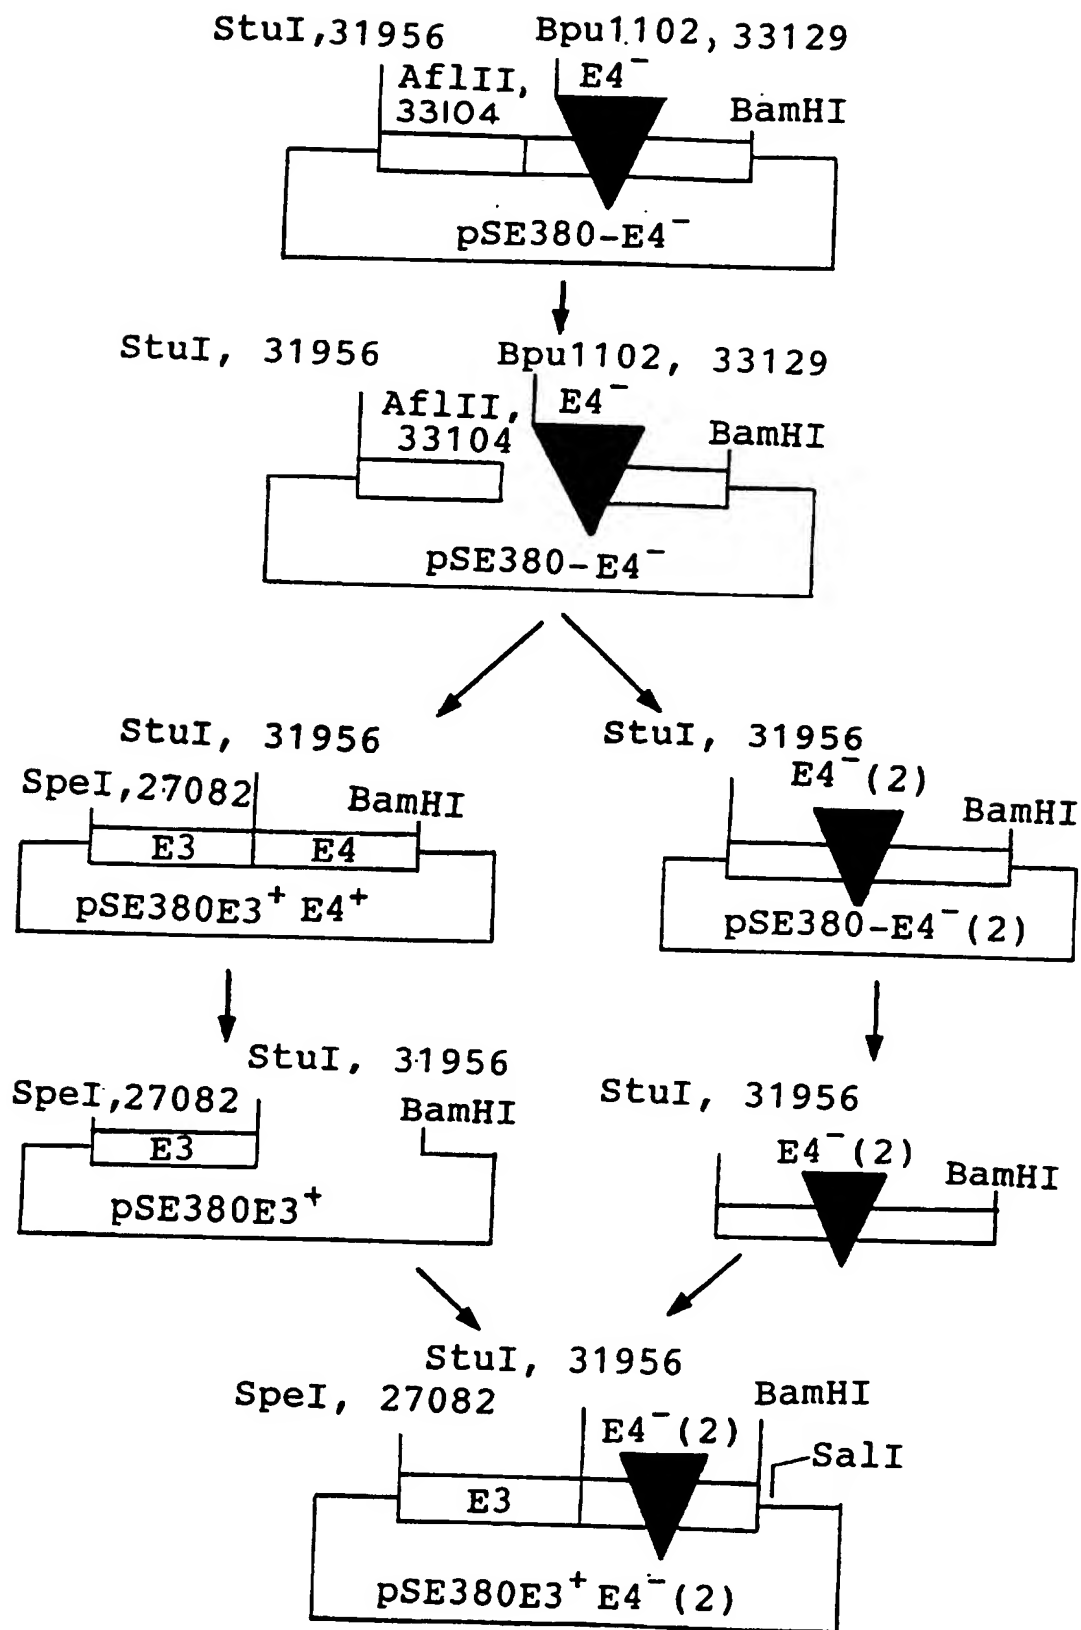 StuI, 31956
Bpu1102, 33129
AflII,
33104
E4⁻
BamHI
pSE380-E4⁻
StuI, 31956
Bpu1102, 33129
AflII,
33104
E4⁻
BamHI
pSE380-E4⁻
StuI, 31956
SpeI, 27082
BamHI
E3
E4
pSE380E3⁺ E4⁺
StuI, 31956
E4⁻(2)
BamHI
pSE380-E4⁻(2)
StuI, 31956
SpeI, 27082
BamHI
E3
pSE380E3⁺
StuI, 31956
E4⁻(2)
BamHI
StuI, 31956
SpeI, 27082
BamHI
E4⁻(2)
SalI
E3
pSE380E3⁺ E4⁻(2)